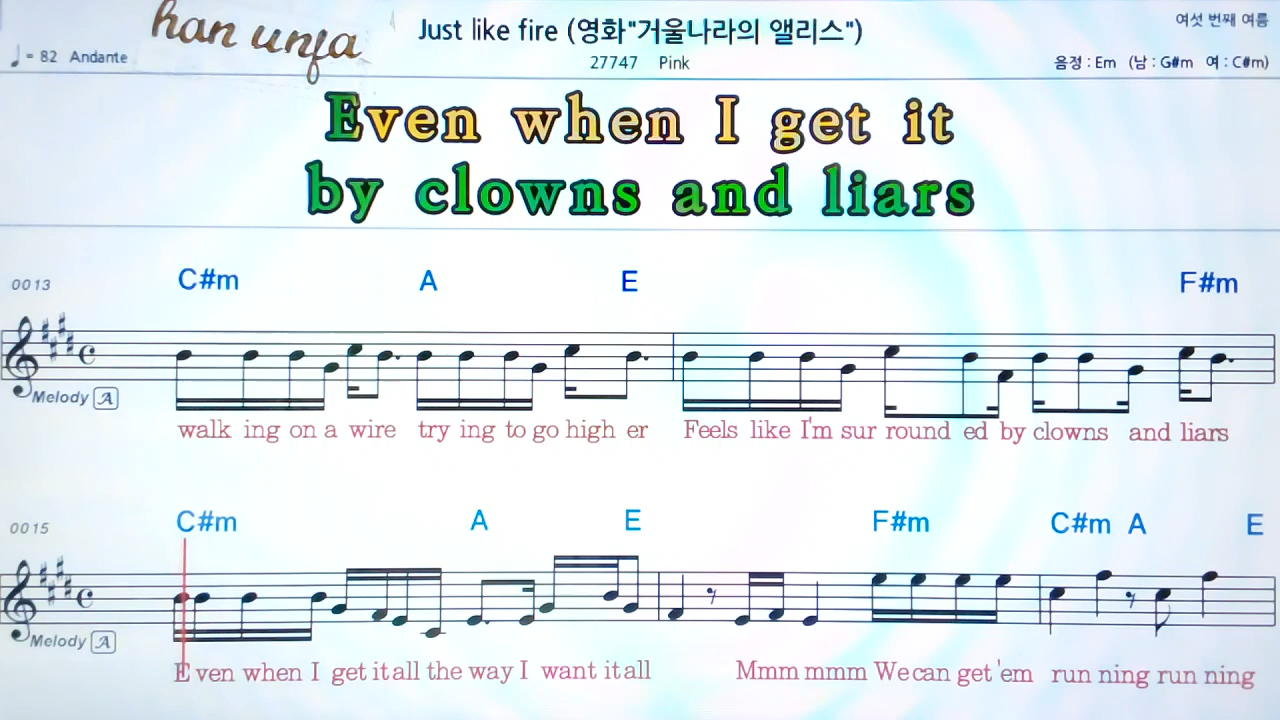 han unfa
Just like fire (영화"거울나라의 앨리스")
여섯 번째 여름
♩= 82 Andante
27747 Pink
음정 : Em (남 : G#m 여 : C#m)
Even when I get it
by clowns and liars
0013
C#m A E F#m
Melody A
walk ing on a wire try ing to go high er Feels like I'm sur round ed by clowns and liars
0015
C#m A E F#m C#m A E
Melody A
Even when I get it all the way I want it all Mmm mmm We can get 'em run ning run ning